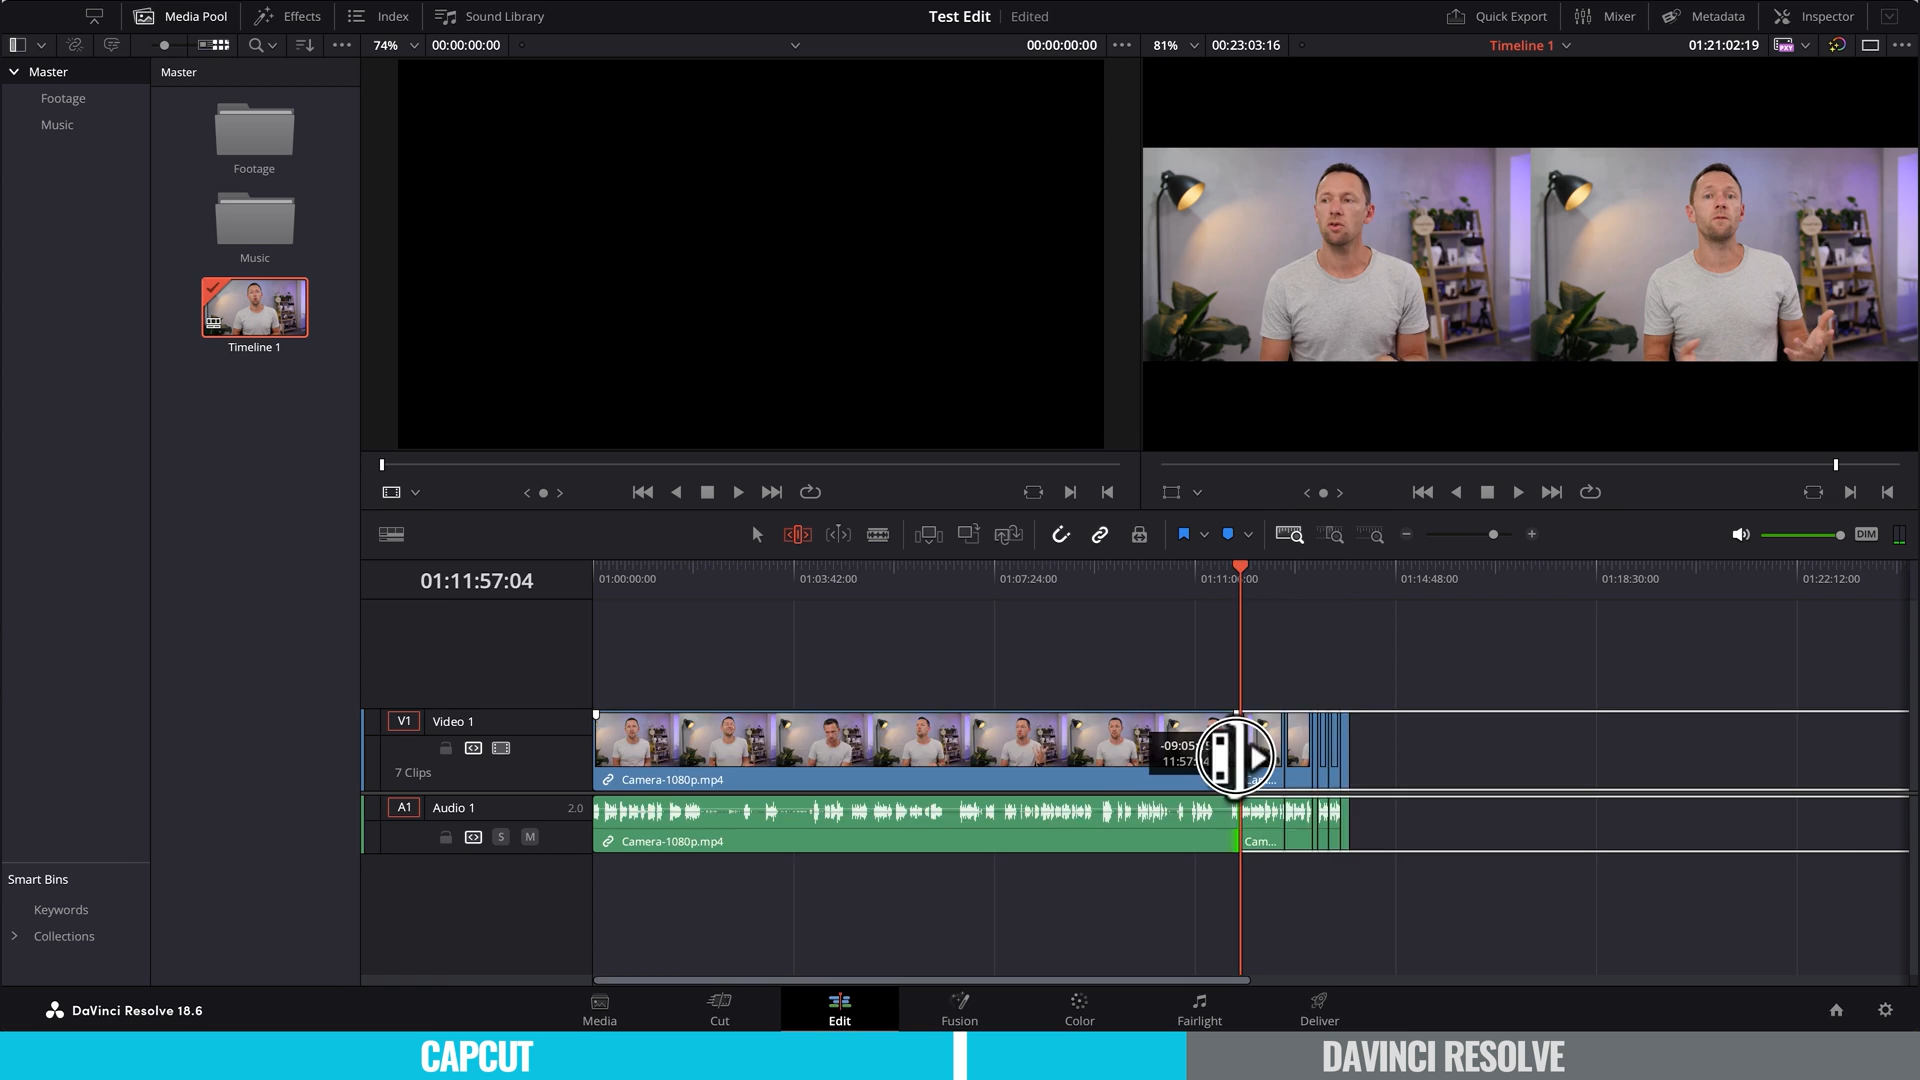 Media Pool
Effects
Index
Sound Library
Test Edit
Edited
Quick Export
Mixer
Metadata
Inspector
74%
00:00:00:00
00:00:00:00
81%
00:23:03:16
Timeline 1
01:21:02:19
PXY
Master
Footage
Music
Master
Footage
Music
Timeline 1
DIM
01:11:57:04
01:00:00:00
01:03:42:00
01:07:24:00
01:14:48:00
01:18:30:00
01:22:12:00
V1
Video 1
7 Clips
Camera-1080p.mp4
A1
Audio 1
2.0
S
M
Camera-1080p.mp4
Cam...
Smart Bins
Keywords
Collections
DaVinci Resolve 18.6
Media
Cut
Edit
Fusion
Color
Fairlight
Deliver
CAPCUT
DAVINCI RESOLVE